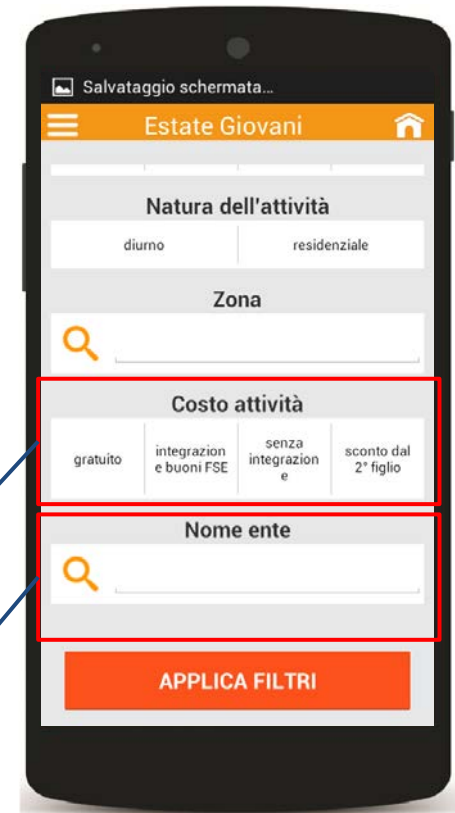 Salvataggio schermata...
Estate Giovani
Natura dell'attività
diurno residenziale
Zona
Costo attività
gratuito
integrazion
e buoni FSE
senza
integrazion
e
sconto dal
2° figlio
Nome ente
APPLICA FILTRI